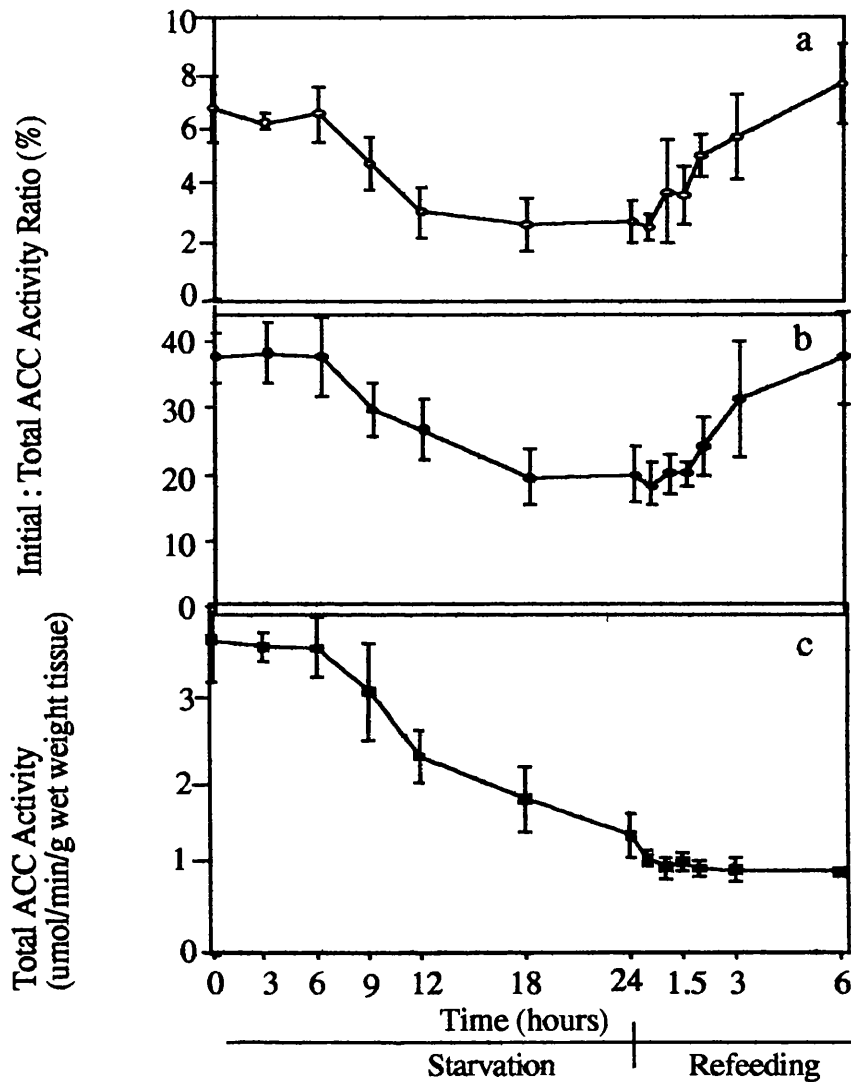 Initial : Total ACC Activity Ratio (%)
10
8
6
4
2
0
a
40
30
20
10
0
b
Total ACC Activity
(umol/min/g wet weight tissue)
3
2
1
0
c
0 3 6 9 12 18 24 1.5 3 6
Time (hours)
Starvation Refeeding